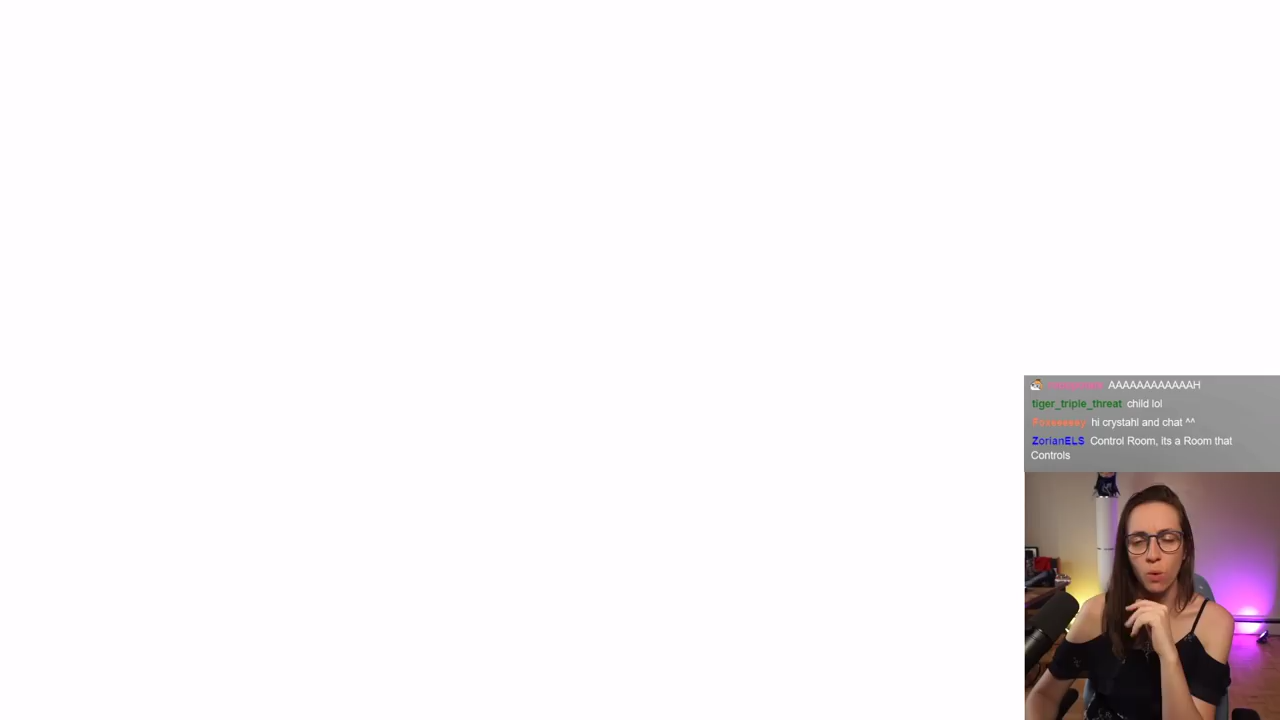 AAAAAAAAAAAAH
tiger_triple_threat child lol
hi crystahl and chat ^^
ZorianELS Control Room, its a Room that
Controls